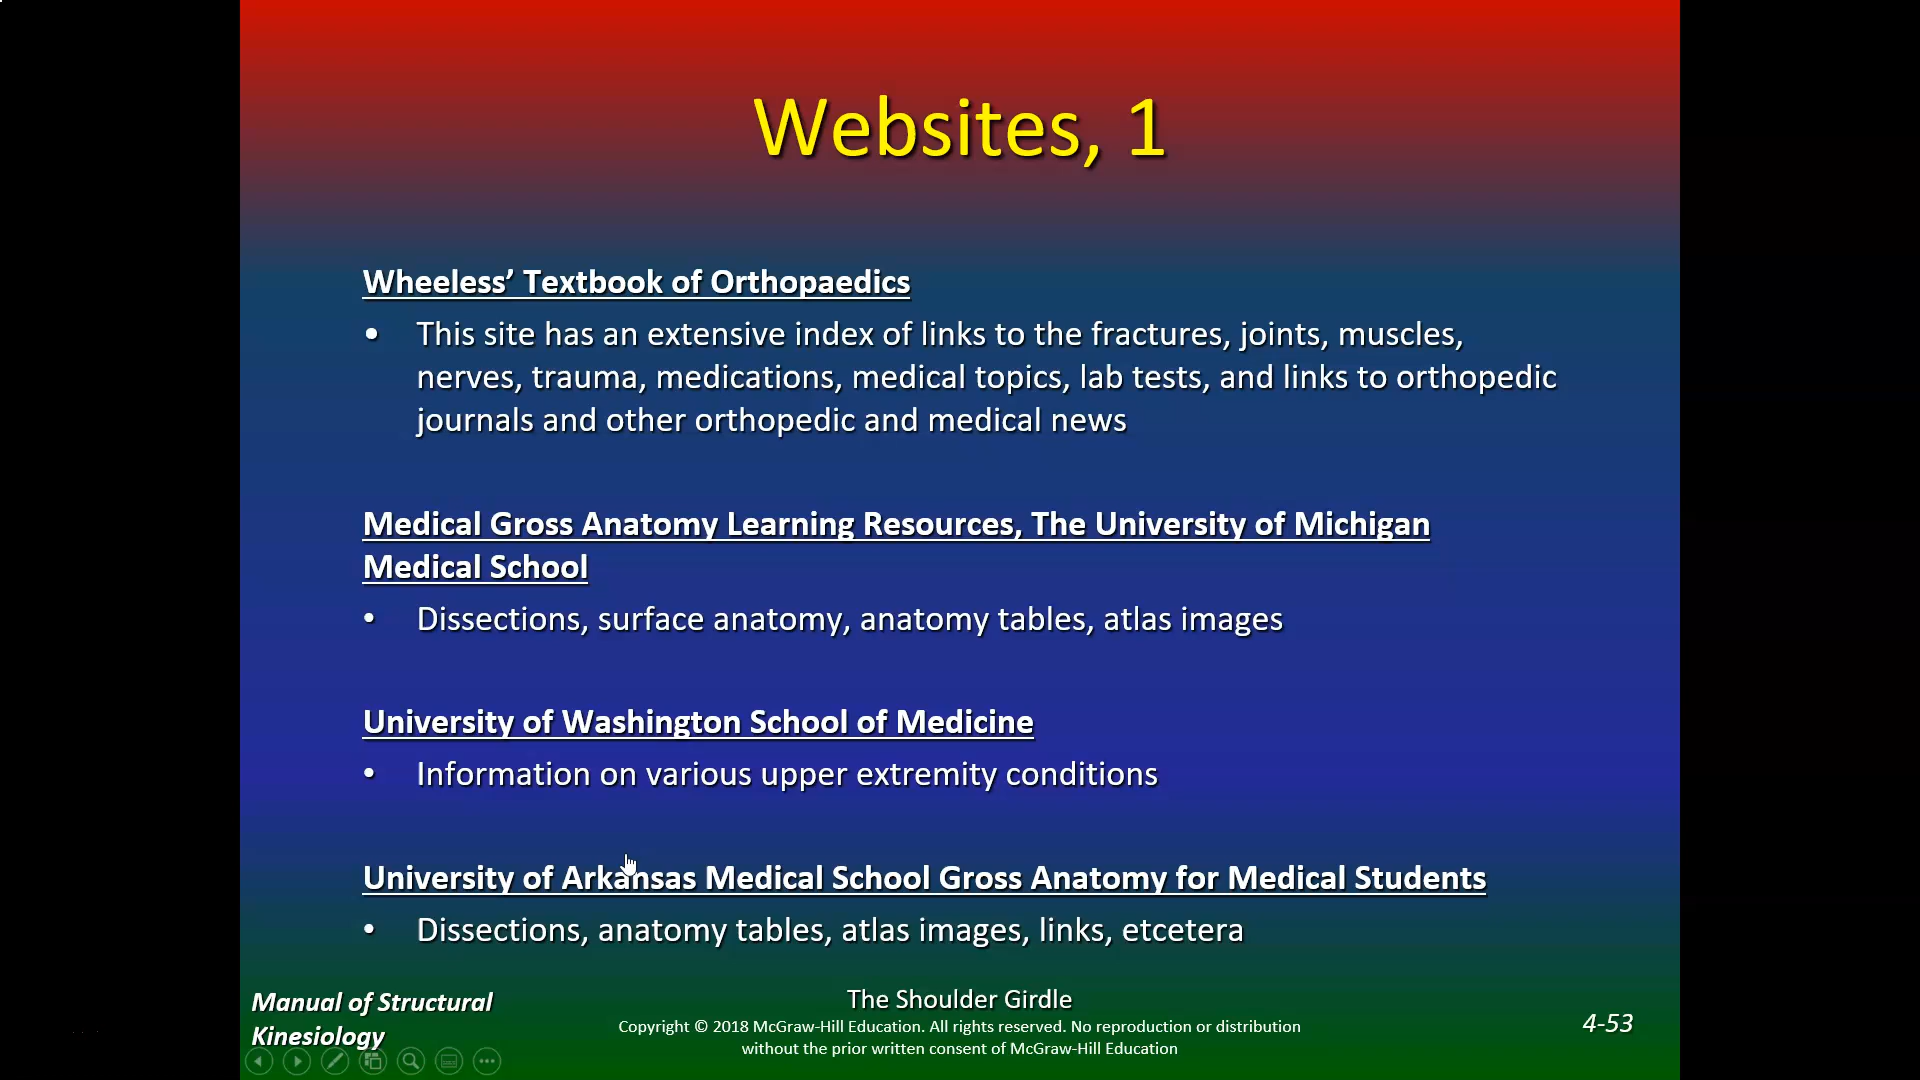 Websites, 1
Wheeless’ Textbook of Orthopaedics
• This site has an extensive index of links to the fractures, joints, muscles,
nerves, trauma, medications, medical topics, lab tests, and links to orthopedic
journals and other orthopedic and medical news
Medical Gross Anatomy Learning Resources, The University of Michigan
Medical School
• Dissections, surface anatomy, anatomy tables, atlas images
University of Washington School of Medicine
• Information on various upper extremity conditions
University of Arkansas Medical School Gross Anatomy for Medical Students
• Dissections, anatomy tables, atlas images, links, etcetera
Manual of Structural
Kinesiology
The Shoulder Girdle
Copyright © 2018 McGraw-Hill Education. All rights reserved. No reproduction or distribution
without the prior written consent of McGraw-Hill Education
4-53